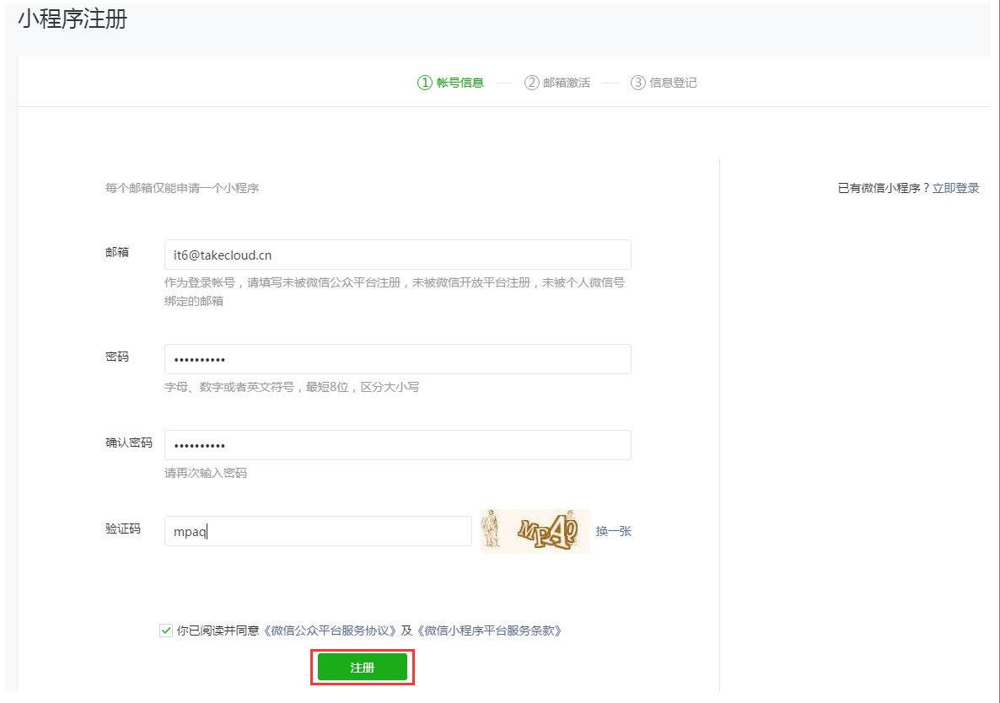 小程序注册
① 帐号信息 ② 邮箱激活 ③ 信息登记
每个邮箱仅能申请一个小程序
已有微信小程序？立即登录
邮箱
it6@takecloud.cn
作为登录帐号，请填写未被微信公众平台注册，未被微信开放平台注册，未被个人微信号
绑定的邮箱
密码
••••••••••
字母、数字或者英文符号，最短8位，区分大小写
确认密码
••••••••••
请再次输入密码
验证码
mpaq
MPAQ
换一张
你已阅读并同意《微信公众平台服务协议》及《微信小程序平台服务条款》
注册